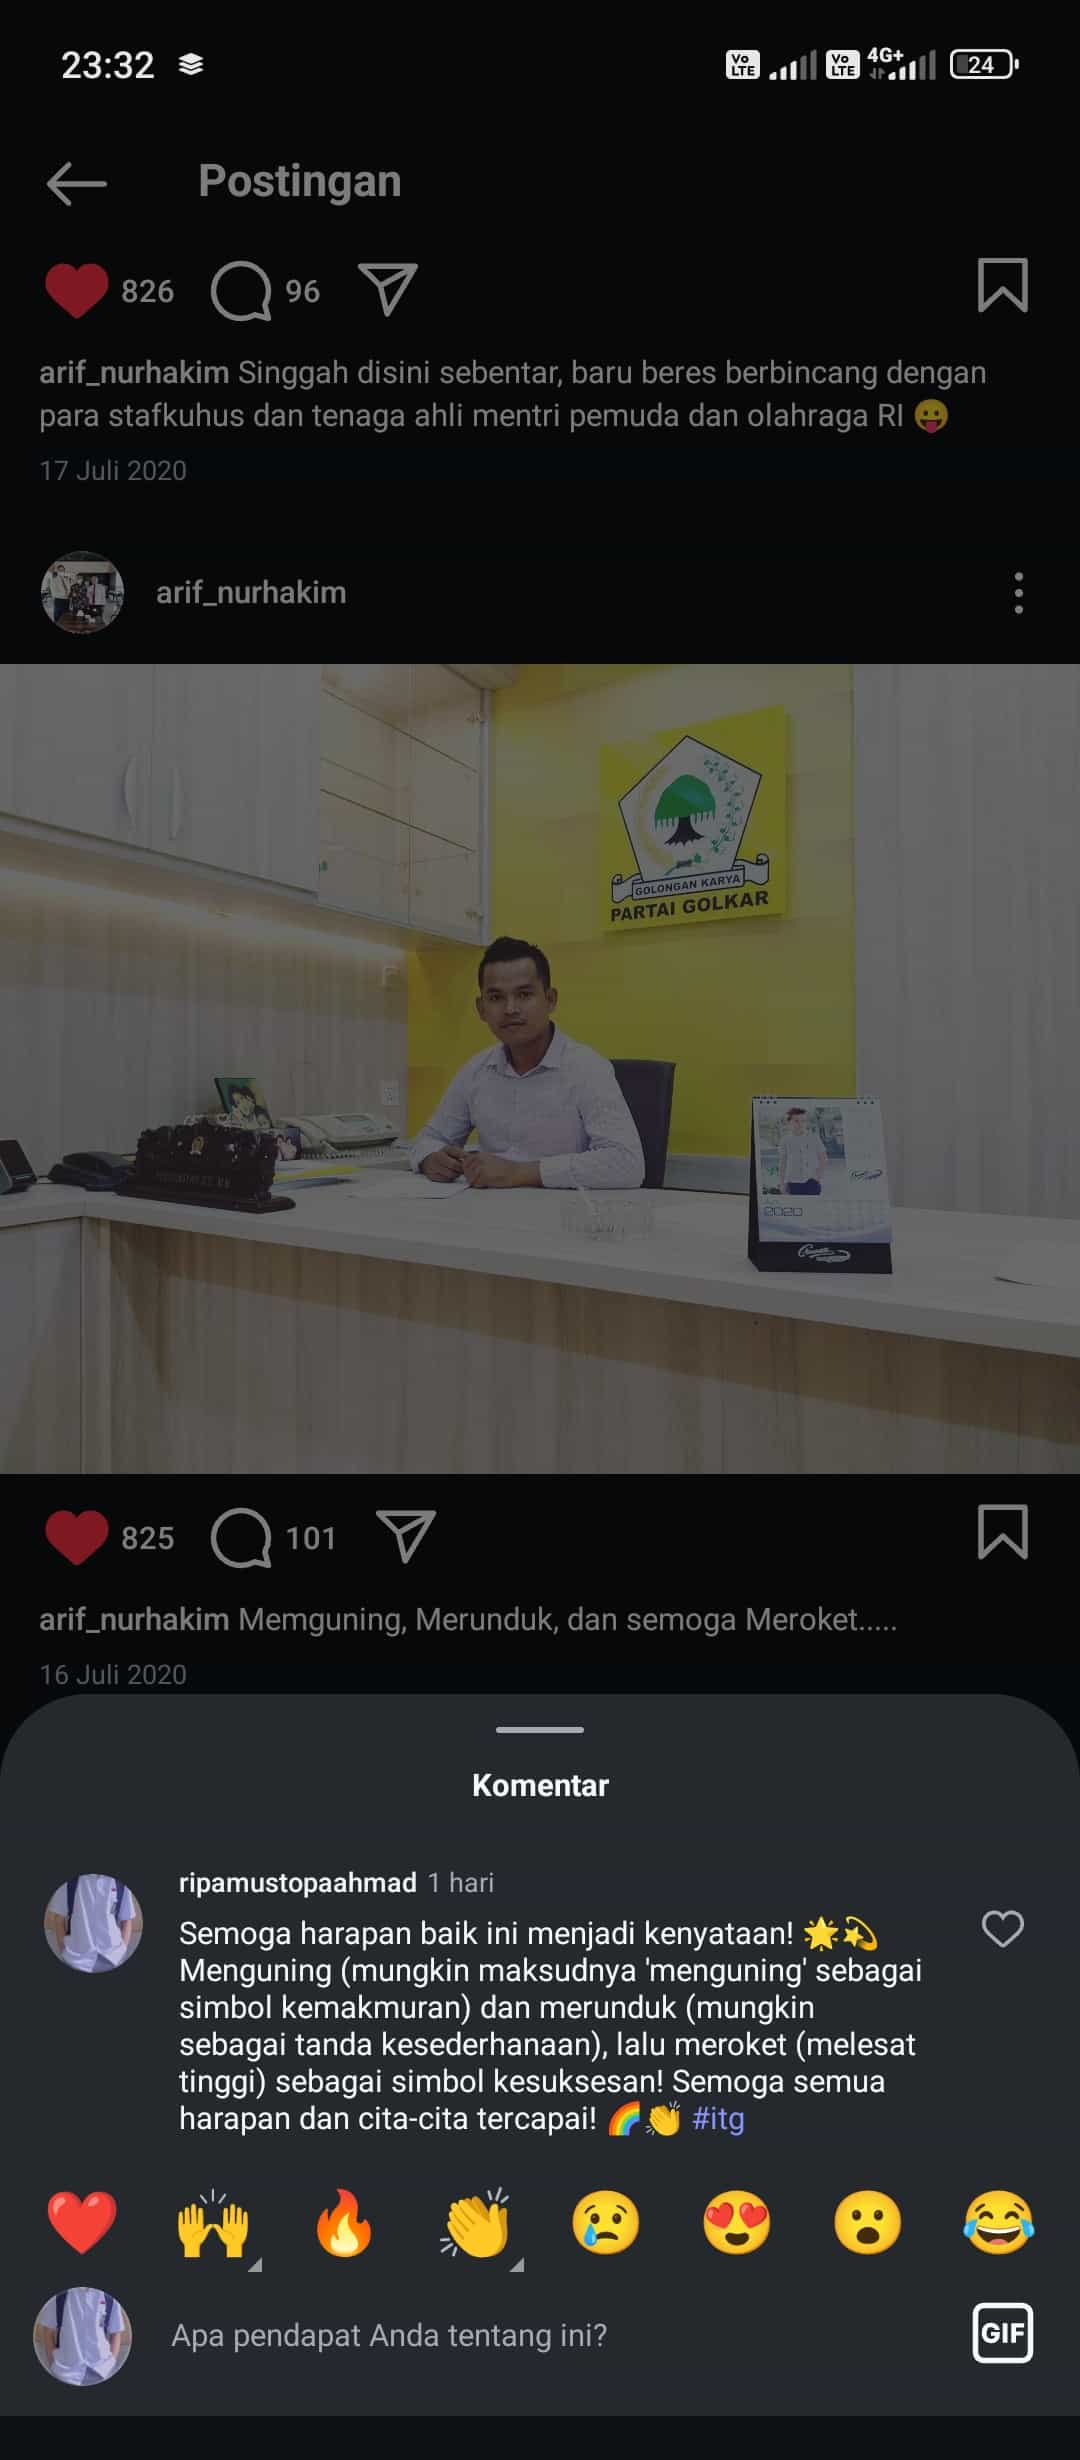 23:32
Vo LTE
Vo LTE
4G+
24
Postingan
826
96
arif_nurhakim Singgah disini sebentar, baru beres berbincang dengan
para stafkuhus dan tenaga ahli mentri pemuda dan olahraga RI 😛
17 Juli 2020
arif_nurhakim
GOLONGAN KARYA
PARTAI GOLKAR
2020
825
101
arif_nurhakim Memguning, Merunduk, dan semoga Meroket.....
16 Juli 2020
Komentar
ripamustopaahmad 1 hari
Semoga harapan baik ini menjadi kenyataan! 🌟💫
Menguning (mungkin maksudnya 'menguning' sebagai
simbol kemakmuran) dan merunduk (mungkin
sebagai tanda kesederhanaan), lalu meroket (melesat
tinggi) sebagai simbol kesuksesan! Semoga semua
harapan dan cita-cita tercapai! 🌈👏 #itg
Apa pendapat Anda tentang ini?
GIF